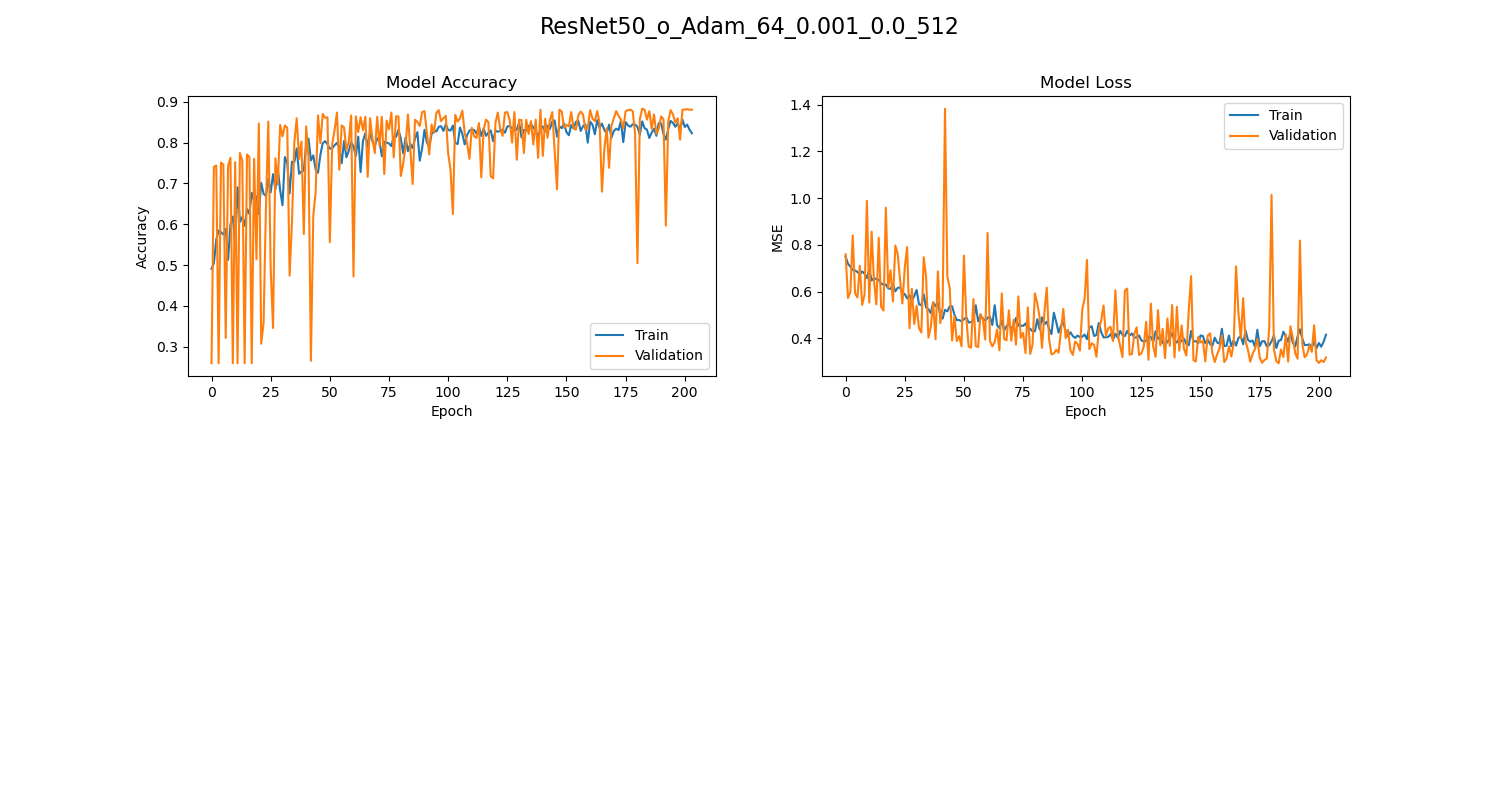 ResNet50_o_Adam_64_0.001_0.0_512
Model Accuracy
Model Loss
Accuracy
0.9
0.8
0.7
0.6
0.5
0.4
0.3
Train
Validation
0 25 50 75 100 125 150 175 200
Epoch
MSE
1.4
1.2
1.0
0.8
0.6
0.4
Train
Validation
0 25 50 75 100 125 150 175 200
Epoch